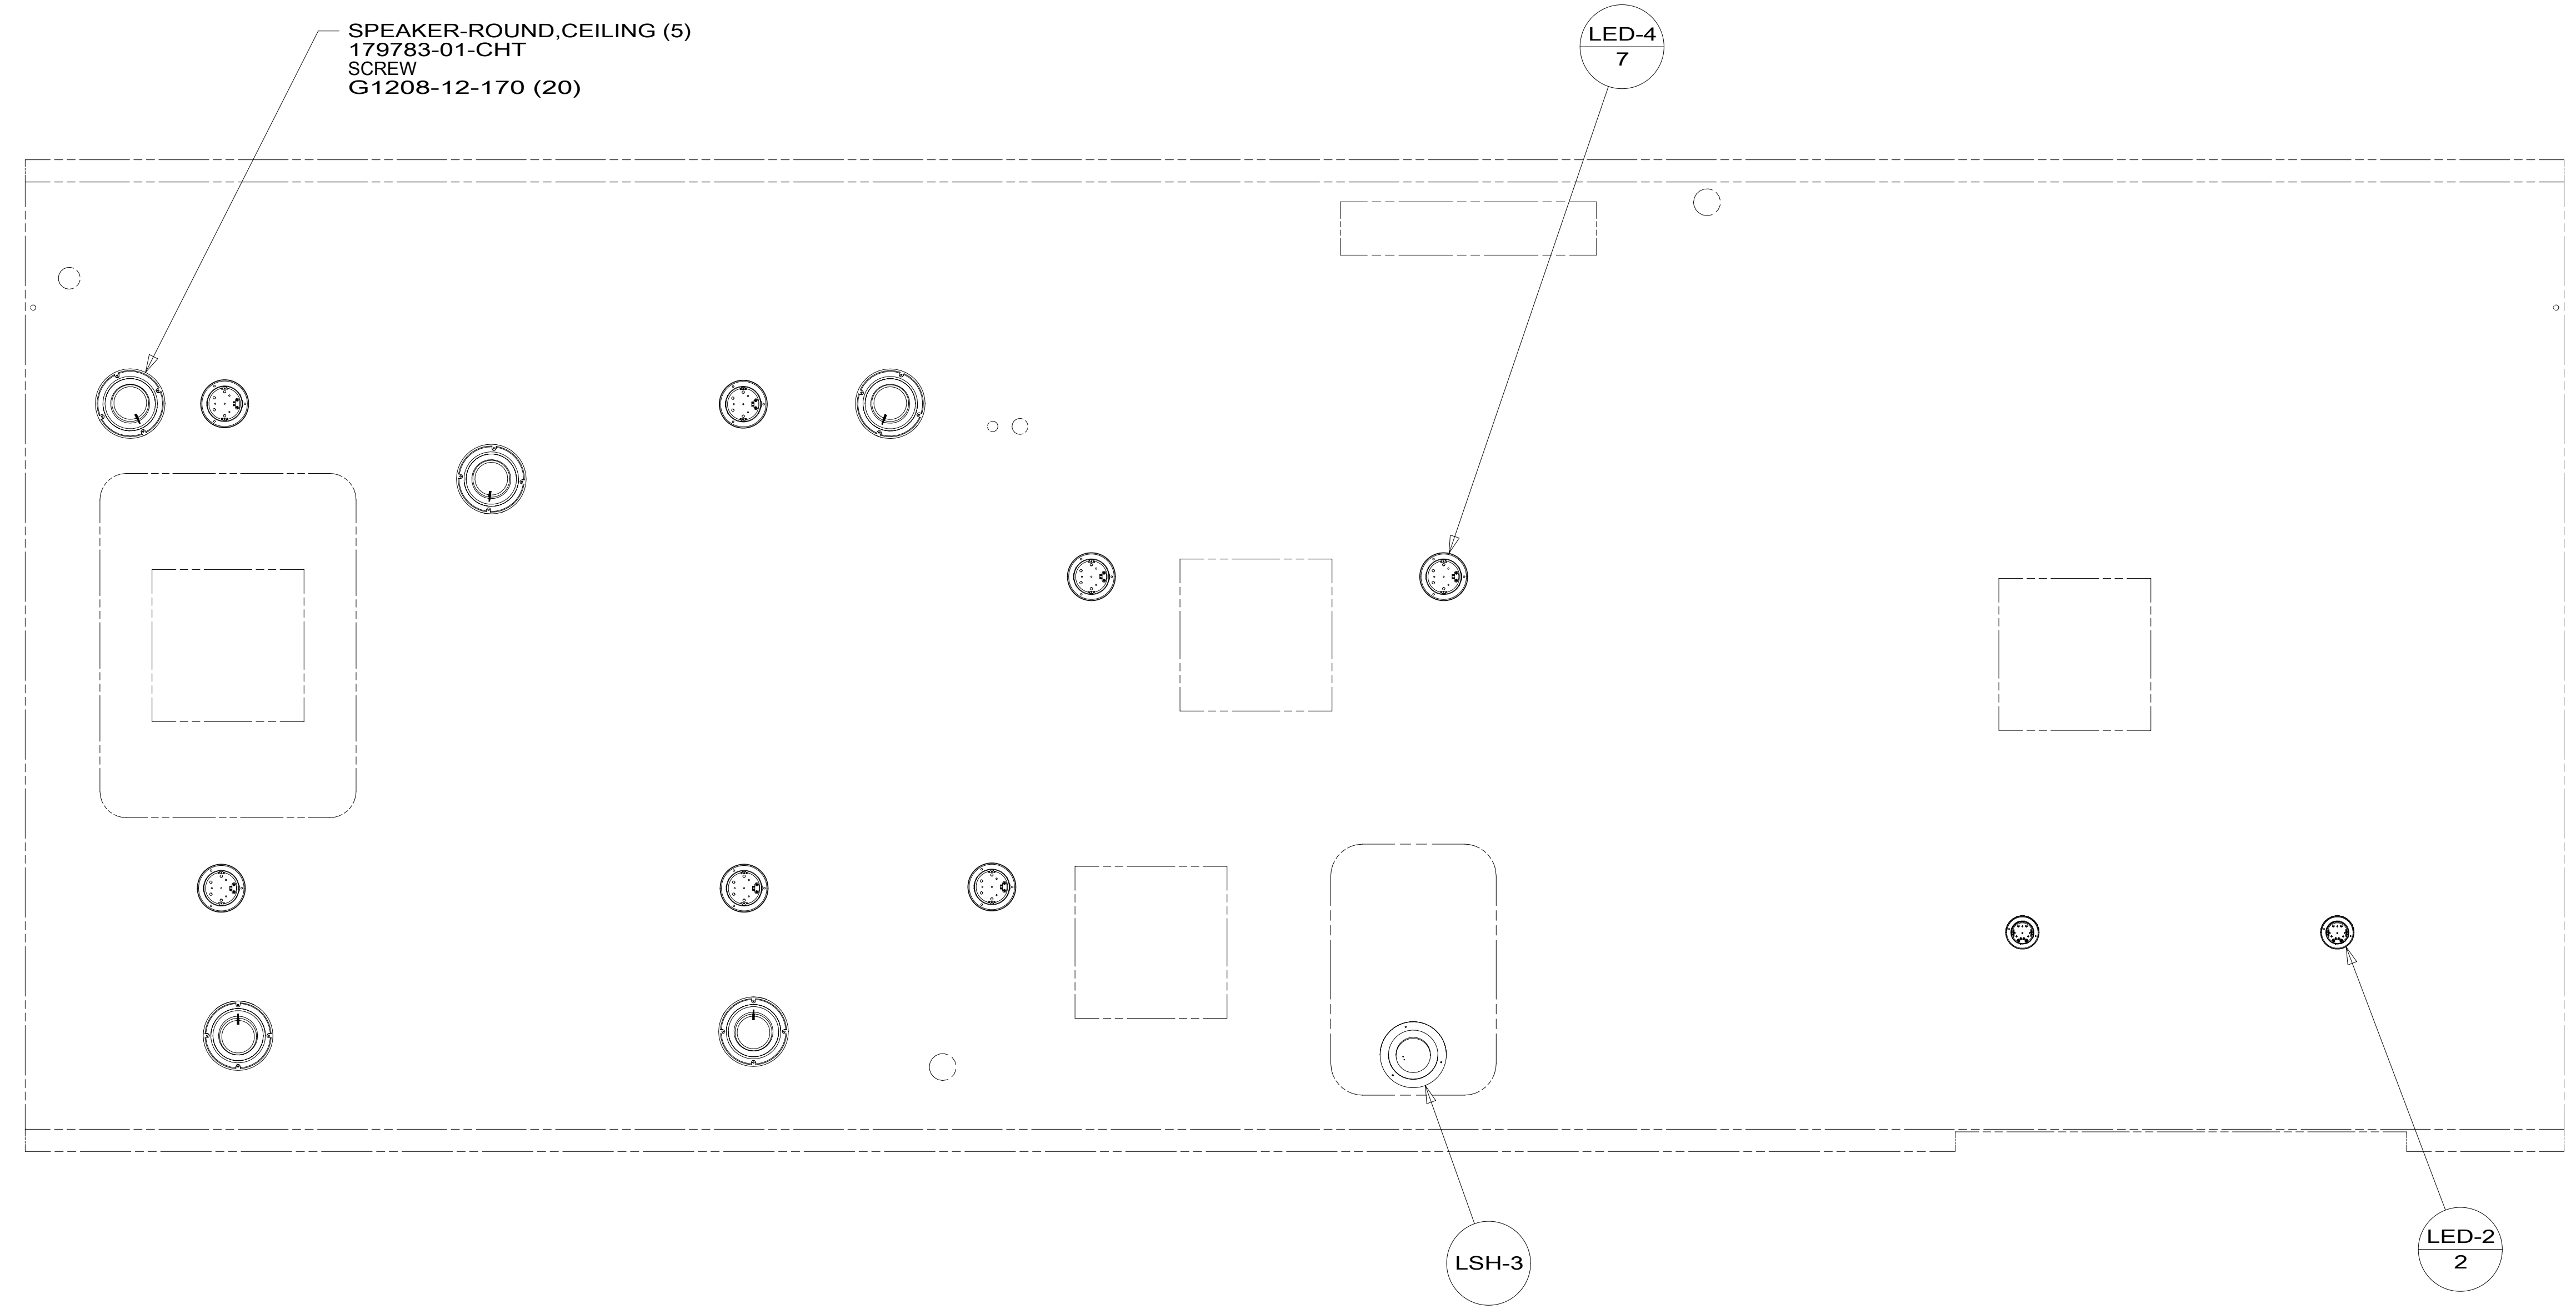 SPEAKER-ROUND,CEILING (5)
179783-01-CHT
SCREW
G1208-12-170 (20)
LED-4
7
LSH-3
LED-2
2